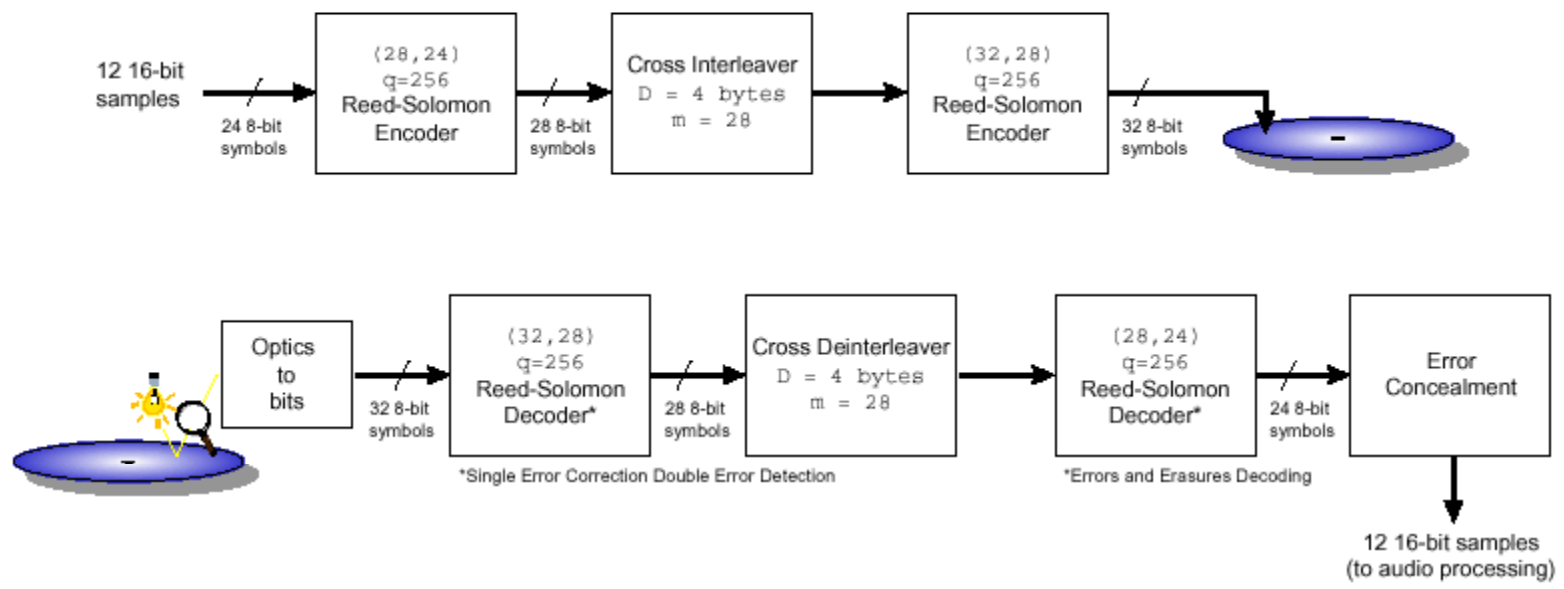 12 16-bit
samples
24 8-bit
symbols
(28,24)
q=256
Reed-Solomon
Encoder
28 8-bit
symbols
Cross Interleaver
D = 4 bytes
m = 28
(32,28)
q=256
Reed-Solomon
Encoder
32 8-bit
symbols
Optics
to
bits
32 8-bit
symbols
(32,28)
q=256
Reed-Solomon
Decoder*
*Single Error Correction Double Error Detection
28 8-bit
symbols
Cross Deinterleaver
D = 4 bytes
m = 28
(28,24)
q=256
Reed-Solomon
Decoder*
*Errors and Erasures Decoding
24 8-bit
symbols
Error
Concealment
12 16-bit samples
(to audio processing)